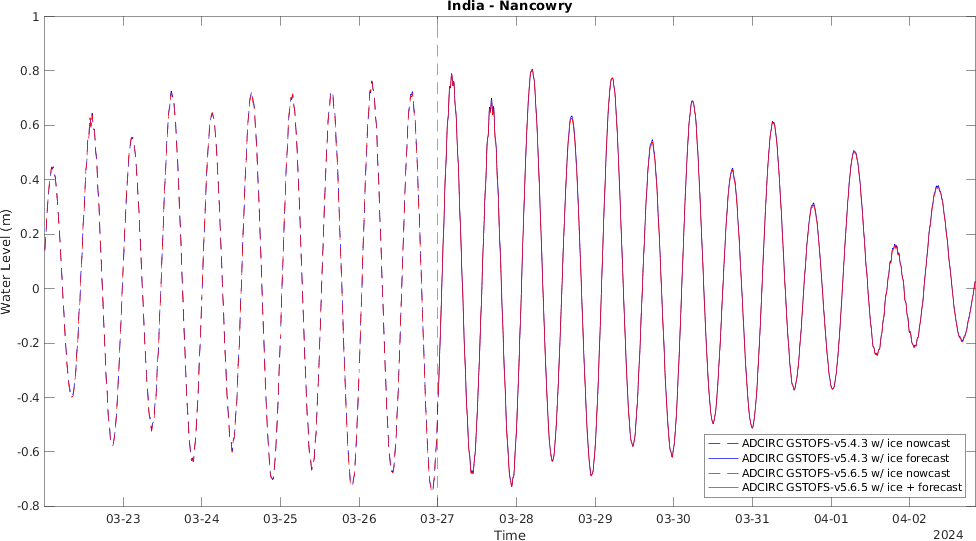 India - Nancowry
1
0.8
0.6
0.4
0.2
0
-0.2
-0.4
-0.6
-0.8
Water Level (m)
03-23 03-24 03-25 03-26 03-27 03-28 03-29 03-30 03-31 04-01 04-02
Time
2024
ADCIRC GSTOFS-v5.4.3 w/ ice nowcast
ADCIRC GSTOFS-v5.4.3 w/ ice forecast
ADCIRC GSTOFS-v5.6.5 w/ ice nowcast
ADCIRC GSTOFS-v5.6.5 w/ ice + forecast